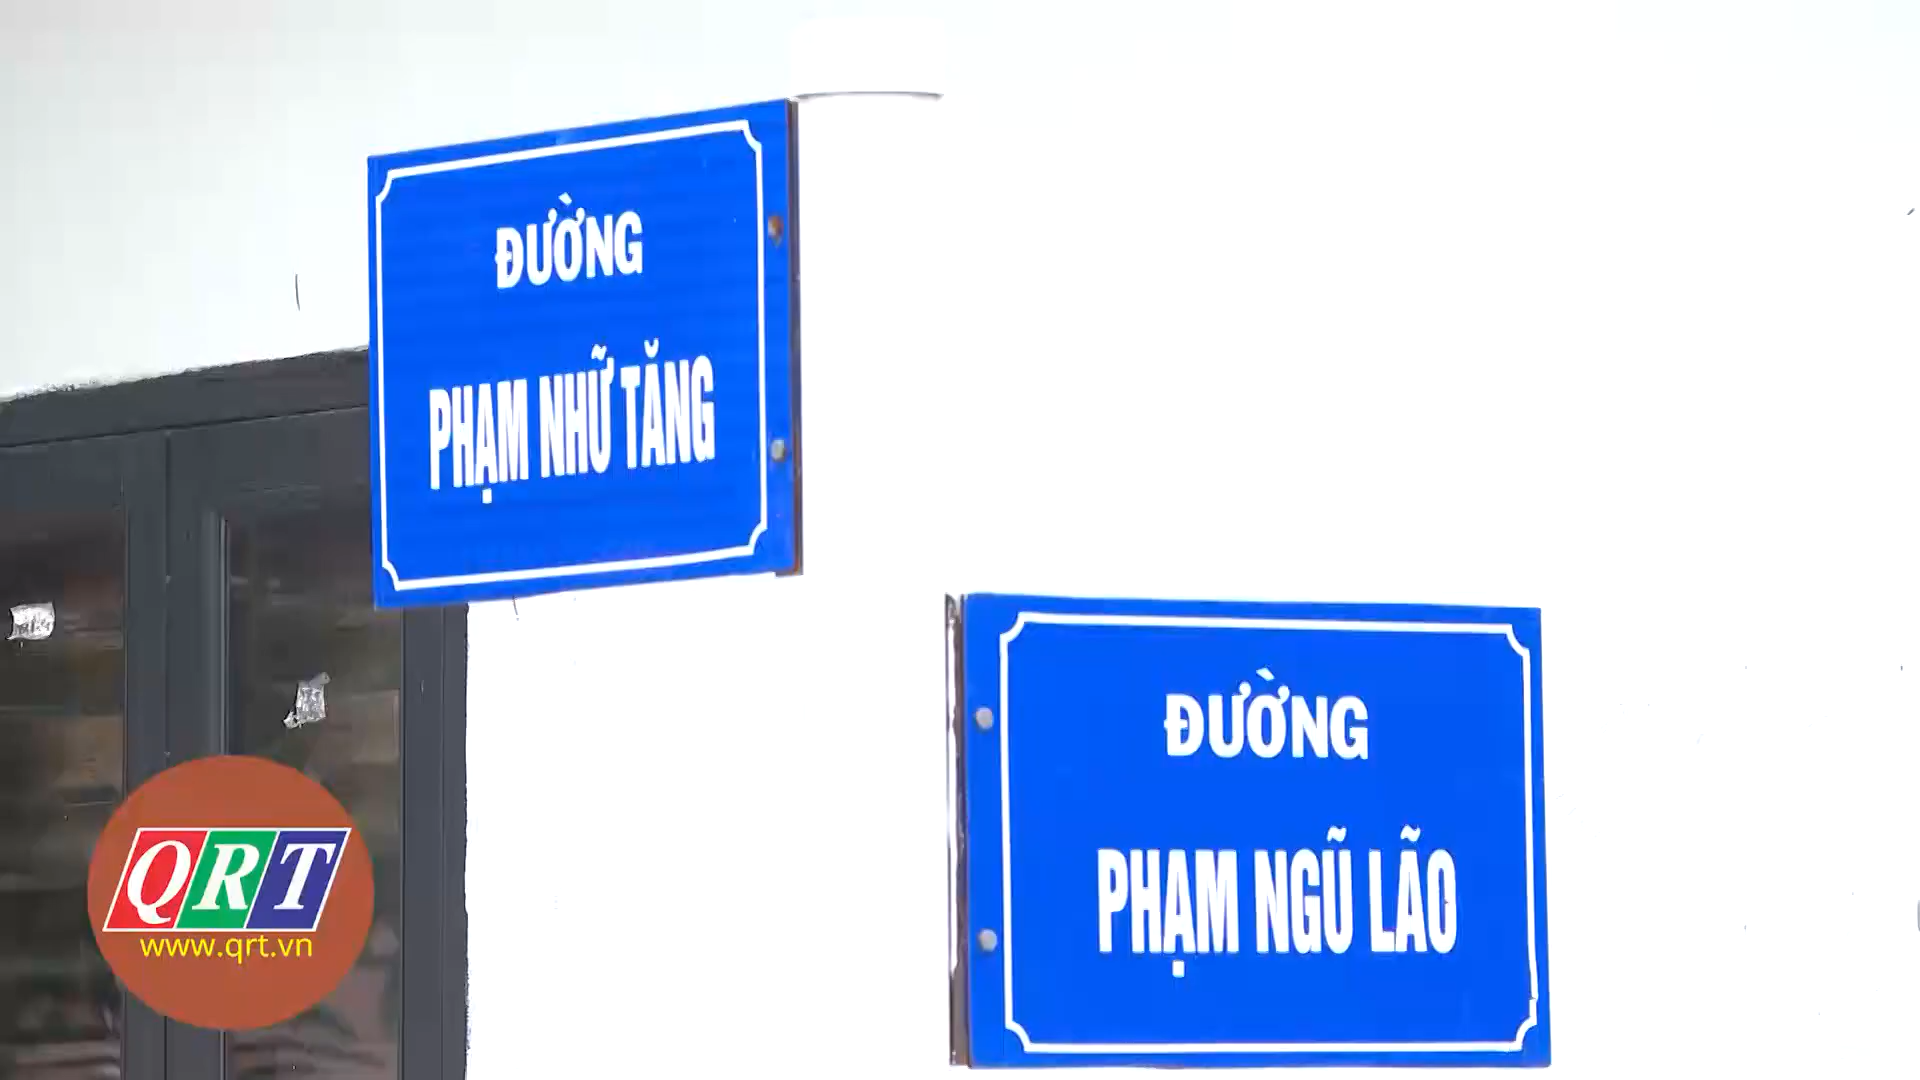 ĐƯỜNG
PHẠM NHỮ TĂNG
ĐƯỜNG
PHẠM NGŨ LÃO
QRT
www.qrt.vn